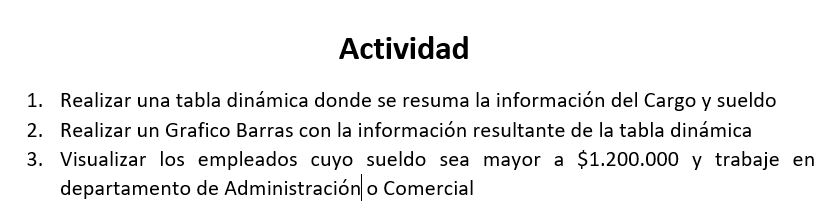 Actividad
1. Realizar una tabla dinámica donde se resuma la información del Cargo y sueldo
2. Realizar un Grafico Barras con la información resultante de la tabla dinámica
3. Visualizar los empleados cuyo sueldo sea mayor a $1.200.000 y trabaje en
departamento de Administración o Comercial